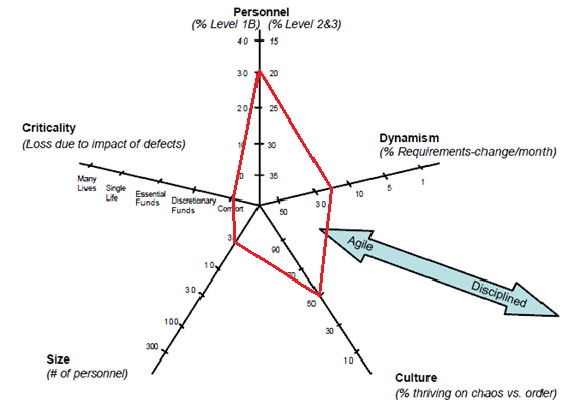 Personnel
(% Level 1B) (% Level 2&3)
40 15
30 20
20 25
30
0 35
Criticality
(Loss due to impact of defects)
Many Lives
Single Life
Essential Funds
Discretionary Funds
Comfort
Dynamism
(% Requirements-change/month)
50
30
10
5
1
3
10
30
100
300
90
70
50
30
10
Agile
Disciplined
Size
(# of personnel)
Culture
(% thriving on chaos vs. order)